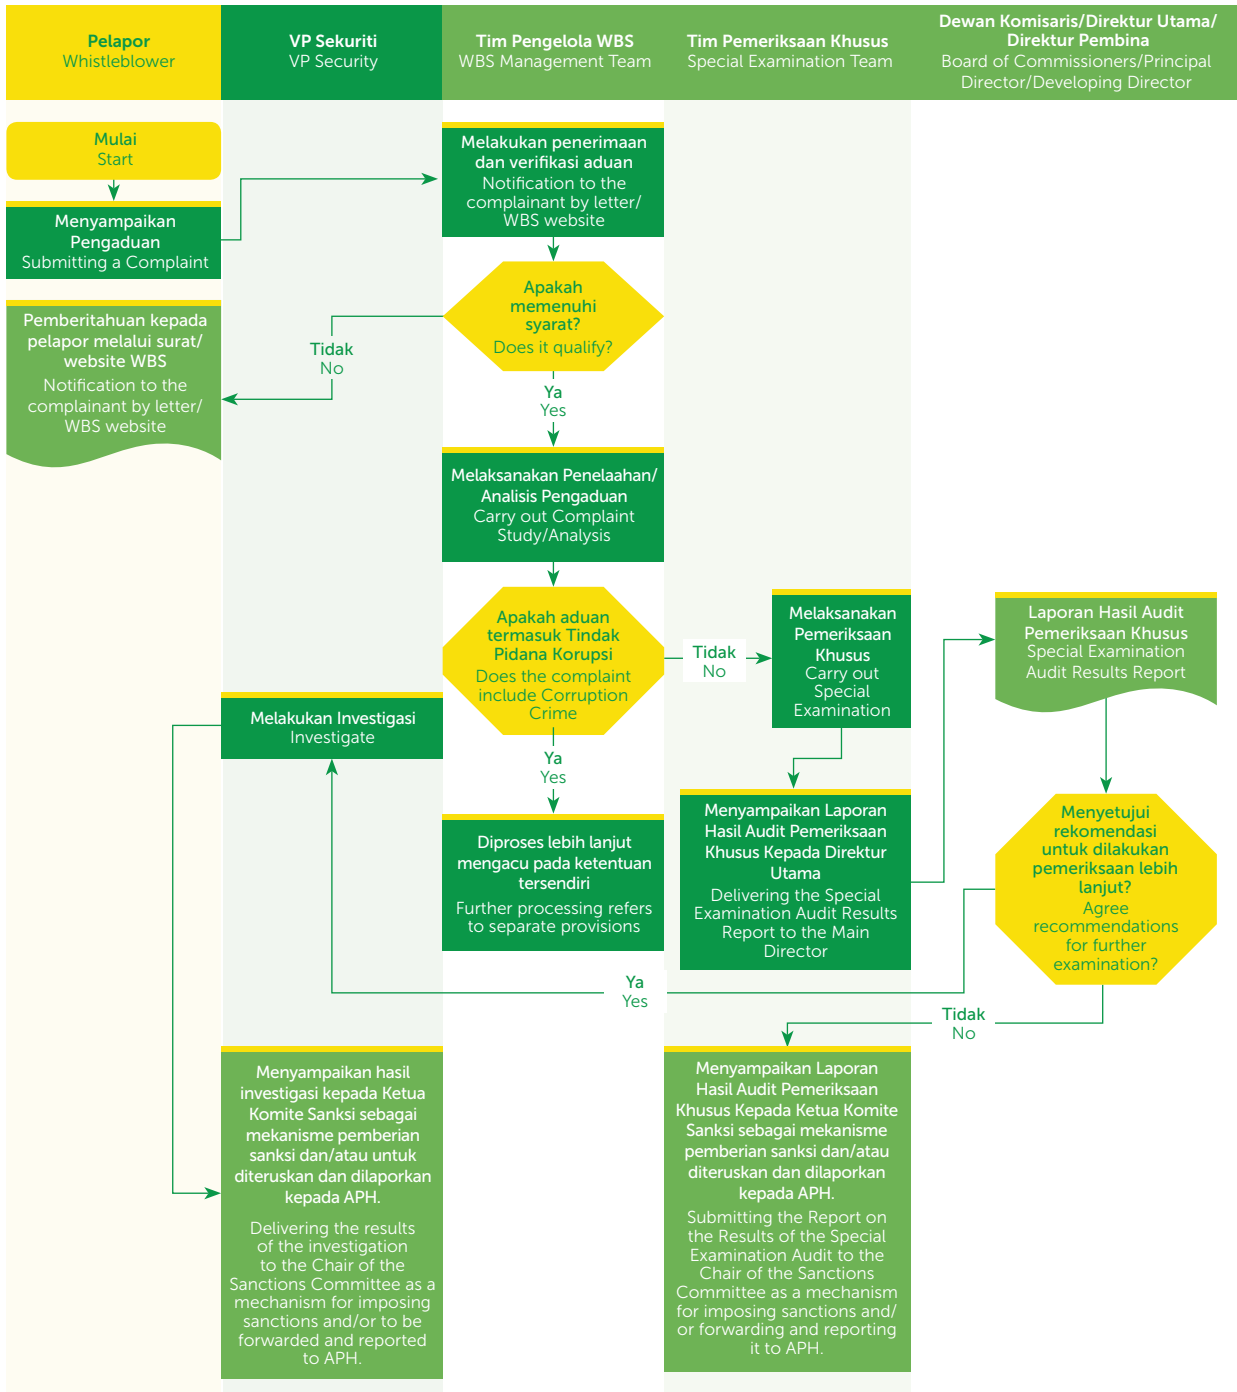 Pelapor
Whistleblower
VP Sekuriti
VP Security
Tim Pengelola WBS
WBS Management Team
Tim Pemeriksaan Khusus
Special Examination Team
Dewan Komisaris/Direktur Utama/
Direktur Pembina
Board of Commissioners/Principal
Director/Developing Director
Mulai
Start
Menyampaikan
Pengaduan
Submitting a Complaint
Melakukan penerimaan
dan verifikasi aduan
Notification to the
complainant by letter/
WBS website
Apakah
memenuhi
syarat?
Does it qualify?
Tidak
No
Pemberitahuan kepada
pelapor melalui surat/
website WBS
Notification to the
complainant by letter/
WBS website
Ya
Yes
Melaksanakan Penelaahan/
Analisis Pengaduan
Carry out Complaint
Study/Analysis
Apakah aduan
termasuk Tindak
Pidana Korupsi
Does the complaint
include Corruption
Crime
Tidak
No
Melaksanakan
Pemeriksaan
Khusus
Carry out
Special
Examination
Laporan Hasil Audit
Pemeriksaan Khusus
Special Examination
Audit Results Report
Melakukan Investigasi
Investigate
Ya
Yes
Diproses lebih lanjut
mengacu pada ketentuan
tersendiri
Further processing refers
to separate provisions
Menyampaikan Laporan
Hasil Audit Pemeriksaan
Khusus Kepada Direktur
Utama
Delivering the Special
Examination Audit Results
Report to the Main
Director
Menyetujui
rekomendasi
untuk dilakukan
pemeriksaan lebih
lanjut?
Agree
recommendations
for further
examination?
Ya
Yes
Tidak
No
Menyampaikan hasil
investigasi kepada Ketua
Komite Sanksi sebagai
mekanisme pemberian
sanksi dan/atau untuk
diteruskan dan dilaporkan
kepada APH.
Delivering the results
of the investigation
to the Chair of the
Sanctions Committee as a
mechanism for imposing
sanctions and/or to be
forwarded and reported
to APH.
Menyampaikan Laporan
Hasil Audit Pemeriksaan
Khusus Kepada Ketua Komite
Sanksi sebagai mekanisme
pemberian sanksi dan/atau
diteruskan dan dilaporkan
kepada APH.
Submitting the Report on
the Results of the Special
Examination Audit to the
Chair of the Sanctions
Committee as a mechanism
for imposing sanctions and/
or forwarding and reporting
it to APH.